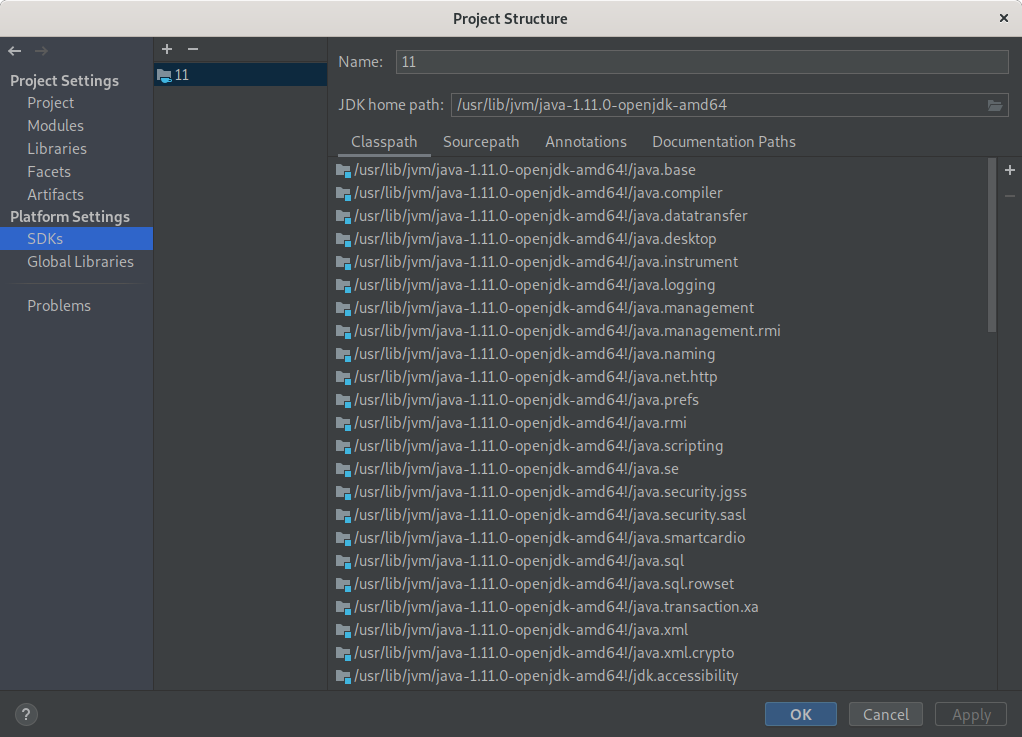 Project Structure
Project Settings
Project
Modules
Libraries
Facets
Artifacts
Platform Settings
SDKs
Global Libraries
Problems
11
Name: 11
JDK home path: /usr/lib/jvm/java-1.11.0-openjdk-amd64
Classpath Sourcepath Annotations Documentation Paths
/usr/lib/jvm/java-1.11.0-openjdk-amd64!/java.base
/usr/lib/jvm/java-1.11.0-openjdk-amd64!/java.compiler
/usr/lib/jvm/java-1.11.0-openjdk-amd64!/java.datatransfer
/usr/lib/jvm/java-1.11.0-openjdk-amd64!/java.desktop
/usr/lib/jvm/java-1.11.0-openjdk-amd64!/java.instrument
/usr/lib/jvm/java-1.11.0-openjdk-amd64!/java.logging
/usr/lib/jvm/java-1.11.0-openjdk-amd64!/java.management
/usr/lib/jvm/java-1.11.0-openjdk-amd64!/java.management.rmi
/usr/lib/jvm/java-1.11.0-openjdk-amd64!/java.naming
/usr/lib/jvm/java-1.11.0-openjdk-amd64!/java.net.http
/usr/lib/jvm/java-1.11.0-openjdk-amd64!/java.prefs
/usr/lib/jvm/java-1.11.0-openjdk-amd64!/java.rmi
/usr/lib/jvm/java-1.11.0-openjdk-amd64!/java.scripting
/usr/lib/jvm/java-1.11.0-openjdk-amd64!/java.se
/usr/lib/jvm/java-1.11.0-openjdk-amd64!/java.security.jgss
/usr/lib/jvm/java-1.11.0-openjdk-amd64!/java.security.sasl
/usr/lib/jvm/java-1.11.0-openjdk-amd64!/java.smartcardio
/usr/lib/jvm/java-1.11.0-openjdk-amd64!/java.sql
/usr/lib/jvm/java-1.11.0-openjdk-amd64!/java.sql.rowset
/usr/lib/jvm/java-1.11.0-openjdk-amd64!/java.transaction.xa
/usr/lib/jvm/java-1.11.0-openjdk-amd64!/java.xml
/usr/lib/jvm/java-1.11.0-openjdk-amd64!/java.xml.crypto
/usr/lib/jvm/java-1.11.0-openjdk-amd64!/jdk.accessibility
? OK Cancel Apply